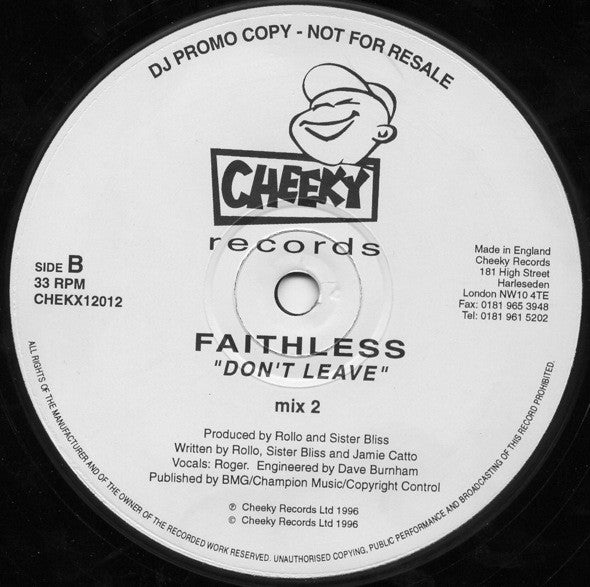 DJ PROMO COPY - NOT FOR RESALE
CHEEKY
records
SIDE B
33 RPM
CHEKX12012
Made in England
Cheeky Records
181 High Street
Harleseden
London NW10 4TE
Fax: 0181 965 3948
Tel: 0181 961 5202
FAITHLESS
"DON'T LEAVE"
mix 2
Produced by Rollo and Sister Bliss
Written by Rollo, Sister Bliss and Jamie Catto
Vocals: Roger. Engineered by Dave Burnham
Published by BMG/Champion Music/Copyright Control
℗ Cheeky Records Ltd 1996
© Cheeky Records Ltd 1996
ALL RIGHTS OF THE MANUFACTURER AND OF THE OWNER OF THE RECORDED WORK RESERVED. UNAUTHORISED COPYING, PUBLIC PERFORMANCE AND BROADCASTING OF THIS RECORD PROHIBITED.